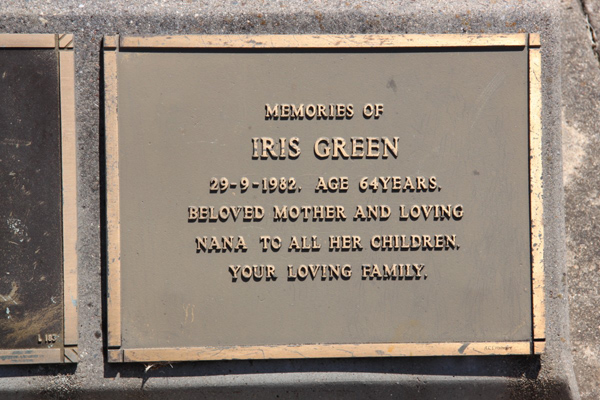 MEMORIES OF
IRIS GREEN
29-9-1982. AGE 64YEARS.
BELOVED MOTHER AND LOVING
NANA TO ALL HER CHILDREN.
YOUR LOVING FAMILY.
L 183